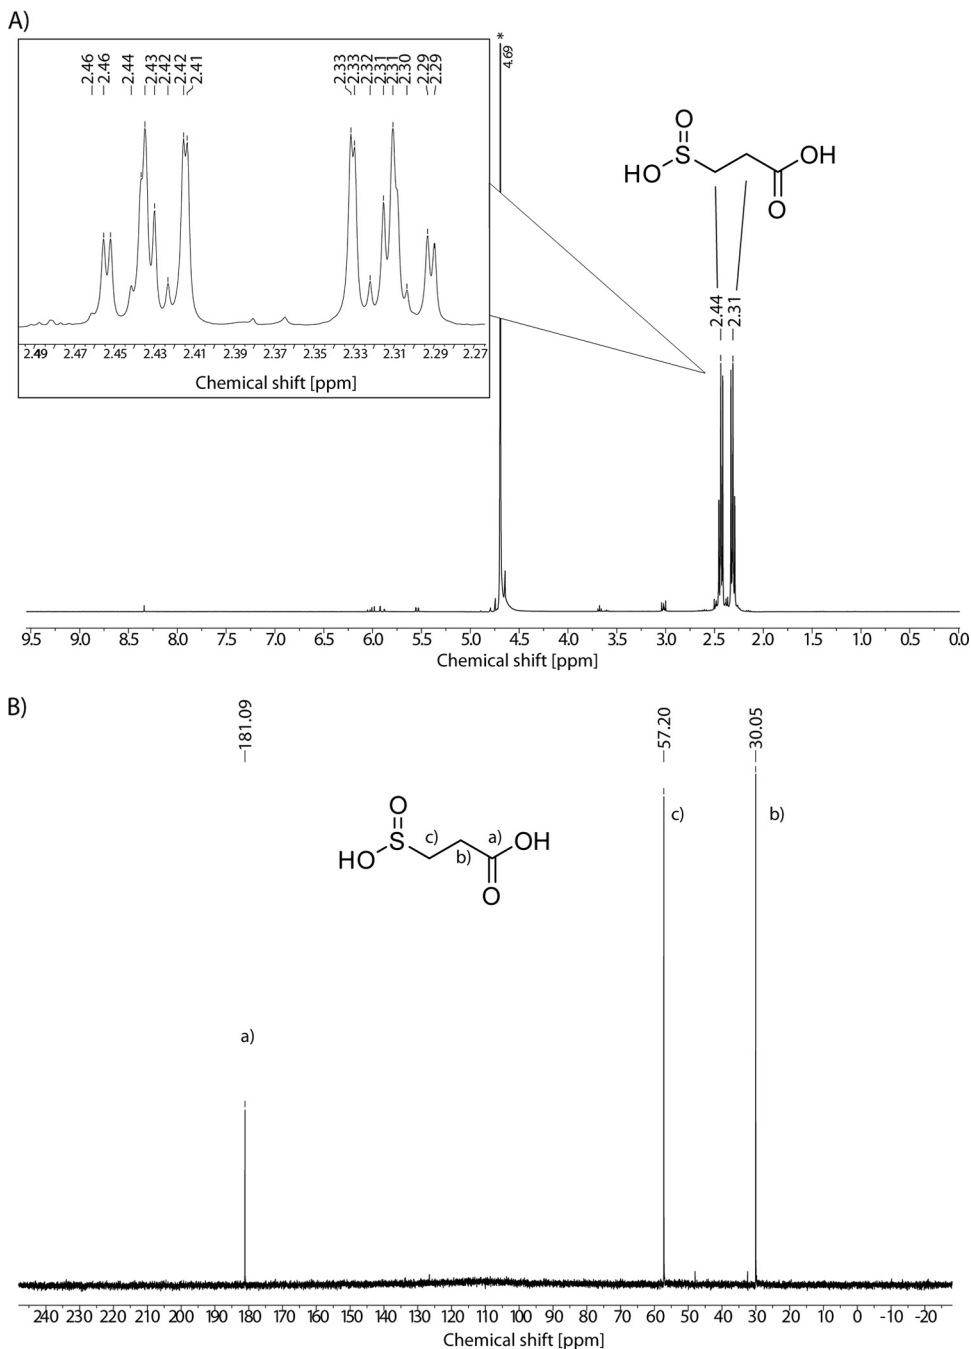 A)
2.46
2.46
2.44
2.43
2.42
2.42
2.41
2.33
2.33
2.32
2.31
2.31
2.30
2.29
2.29
* 4.69
2.49 2.47 2.45 2.43 2.41 2.39 2.37 2.35 2.33 2.31 2.29 2.27
Chemical shift [ppm]
O
HO S OH
O
2.44
2.31
9.5 9.0 8.5 8.0 7.5 7.0 6.5 6.0 5.5 5.0 4.5 4.0 3.5 3.0 2.5 2.0 1.5 1.0 0.5 0.0
Chemical shift [ppm]
B)
181.09
57.20
30.05
O
HO S c) b) a) OH
O
c)
b)
a)
240 230 220 210 200 190 180 170 160 150 140 130 120 110 100 90 80 70 60 50 40 30 20 10 0 -10 -20
Chemical shift [ppm]